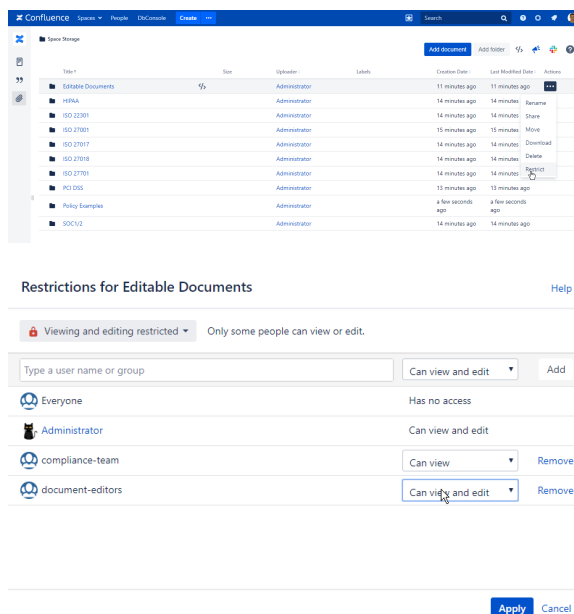 Confluence Spaces People DbConsole Create ••• Search
Space Storage
Add document Add folder
Title Size Uploader Labels Creation Date Last Modified Date Actions
Editable Documents Administrator 11 minutes ago 11 minutes ago •••
HIPAA Administrator 14 minutes ago 14 minutes
ISO 22301 Administrator 14 minutes ago 14 minutes
ISO 27001 Administrator 15 minutes ago 15 minutes
ISO 27017 Administrator 14 minutes ago 14 minutes
ISO 27018 Administrator 14 minutes ago 14 minutes
ISO 27701 Administrator 14 minutes ago 14 minutes
PCI DSS Administrator 13 minutes ago 13 minutes ago
Policy Examples Administrator a few seconds ago a few seconds ago
SOC1/2 Administrator 14 minutes ago 14 minutes ago
Rename
Share
Move
Download
Delete
Restrict
Restrictions for Editable Documents Help
Viewing and editing restricted Only some people can view or edit.
Type a user name or group Can view and edit Add
Everyone Has no access
Administrator Can view and edit
compliance-team Can view Remove
document-editors Can view and edit Remove
Apply Cancel